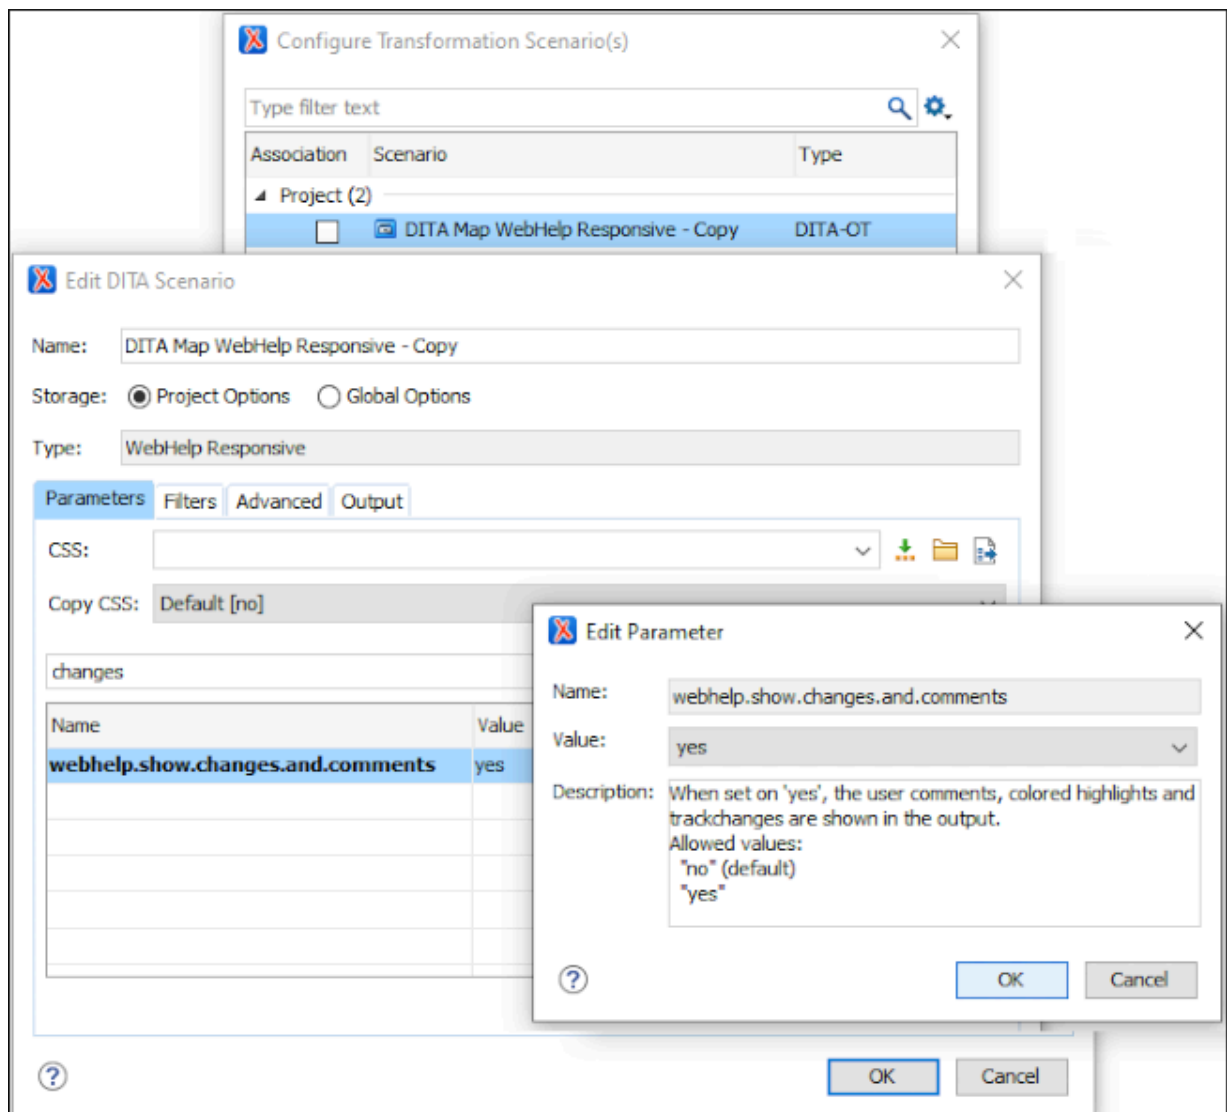 Configure Transformation Scenario(s)
Type filter text
Association Scenario Type
Project (2)
DITA Map WebHelp Responsive - Copy DITA-OT
Edit DITA Scenario
Name: DITA Map WebHelp Responsive - Copy
Storage: Project Options Global Options
Type: WebHelp Responsive
Parameters Filters Advanced Output
CSS:
Copy CSS: Default [no]
changes
Name Value
webhelp.show.changes.and.comments yes
Edit Parameter
Name: webhelp.show.changes.and.comments
Value: yes
Description: When set on 'yes', the user comments, colored highlights and
trackchanges are shown in the output.
Allowed values:
"no" (default)
"yes"
OK Cancel
OK Cancel